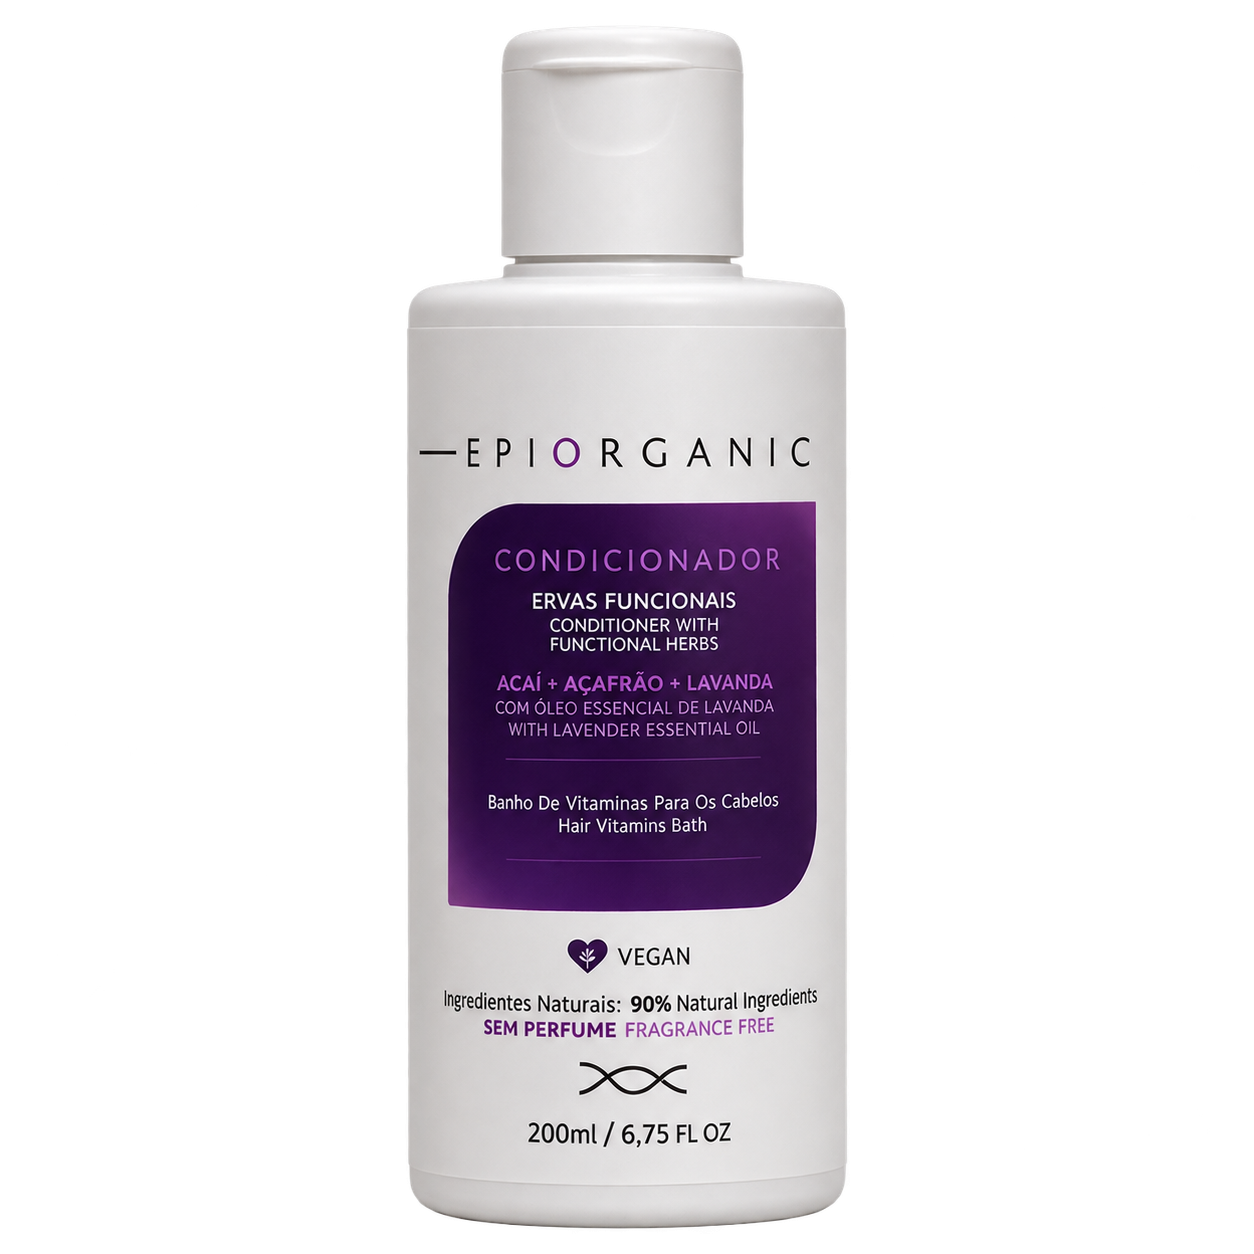 EPIORGANIC
CONDICIONADOR
ERVAS FUNCIONAIS
CONDITIONER WITH
FUNCTIONAL HERBS
ACAÍ + AÇAFRÃO + LAVANDA
COM ÓLEO ESSENCIAL DE LAVANDA
WITH LAVENDER ESSENTIAL OIL
Banho De Vitaminas Para Os Cabelos
Hair Vitamins Bath
VEGAN
Ingredientes Naturais: 90% Natural Ingredients
SEM PERFUME FRAGRANCE FREE
200ml / 6,75 FL OZ